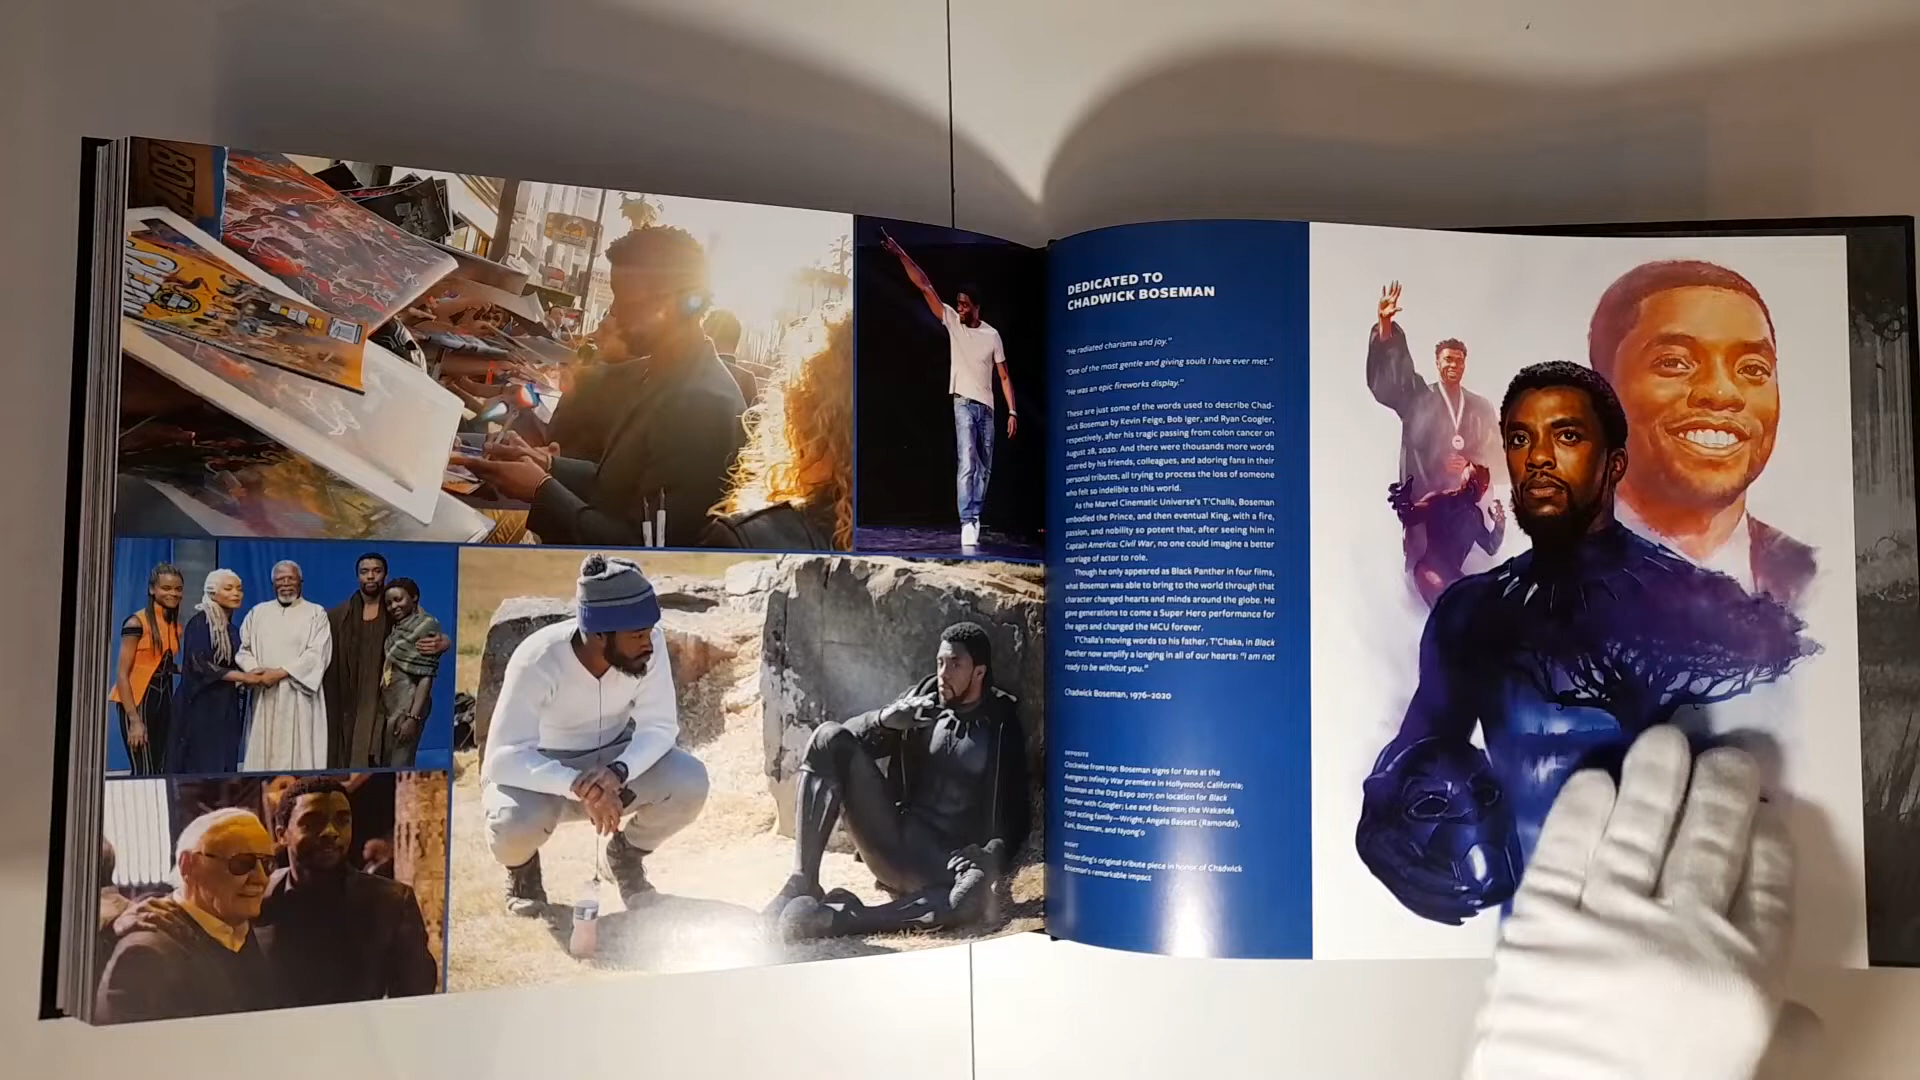 DEDICATED TO
CHADWICK BOSEMAN
"He radiated charisma and joy."
"One of the most gentle and giving souls I have ever met."
"He was an epic fireworks display."
These are just some of the words used to describe Chad-
wick Boseman by Kevin Feige, Bob Iger, and Ryan Coogler,
respectively, after his tragic passing from colon cancer on
August 28, 2020. And there were thousands more words
uttered by his friends, colleagues, and adoring fans in their
personal tributes, all trying to process the loss of someone
who felt so indelible to this world.
As the Marvel Cinematic Universe's T'Challa, Boseman
embodied the Prince, and then eventual King, with a fire,
passion, and nobility so potent that, after seeing him in
Captain America: Civil War, no one could imagine a better
marriage of actor to role.
Though he only appeared as Black Panther in four films,
what Boseman was able to bring to the world through that
character changed hearts and minds around the globe. He
gave generations to come a Super Hero performance for
the ages and changed the MCU forever.
T'Challa's moving words to his father, T'Chaka, in Black
Panther now amplify a longing in all of our hearts: "I am not
ready to be without you."
Chadwick Boseman, 1976–2020
OPPOSITE
Clockwise from top: Boseman signs for fans at the
Avengers: Infinity War premiere in Hollywood, California;
Boseman at the D23 Expo 2017; on location for Black
Panther with Coogler; Lee and Boseman; the Wakanda
royal acting family—Wright, Angela Bassett (Ramonda),
Kani, Boseman, and Nyong'o
RIGHT
Meinerding's original tribute piece in honor of Chadwick
Boseman's remarkable impact